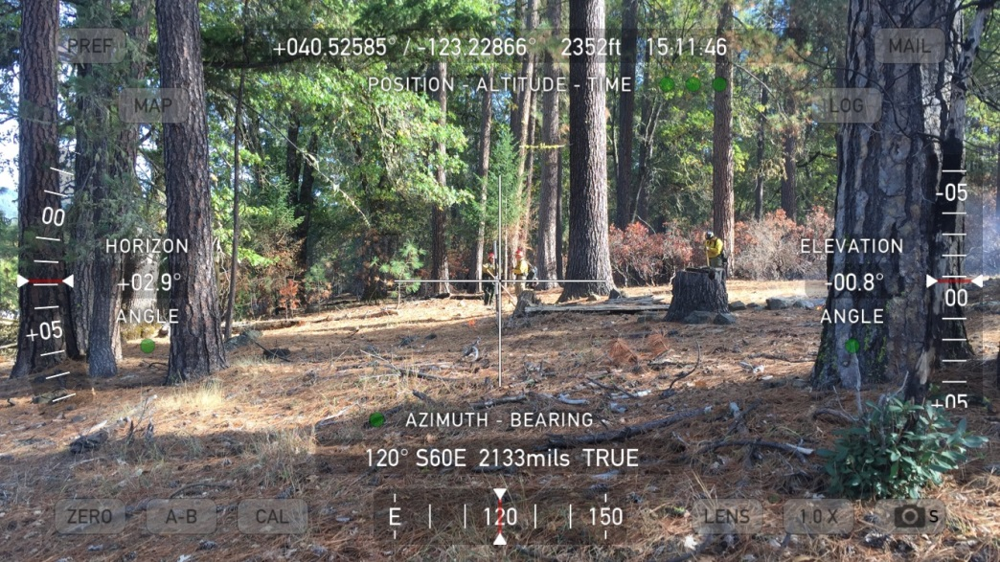 PREF
+040.52585° / -123.22866° 2352ft 15.11.46
MAIL
POSITION - ALTITUDE - TIME
MAP
LOG
-05
00
HORIZON
ELEVATION
+02.9°
-00.8°
00
+05
ANGLE
ANGLE
+05
AZIMUTH - BEARING
120° S60E 2133mils TRUE
ZERO
A-B
CAL
E
120
150
LENS
1.0 X
S